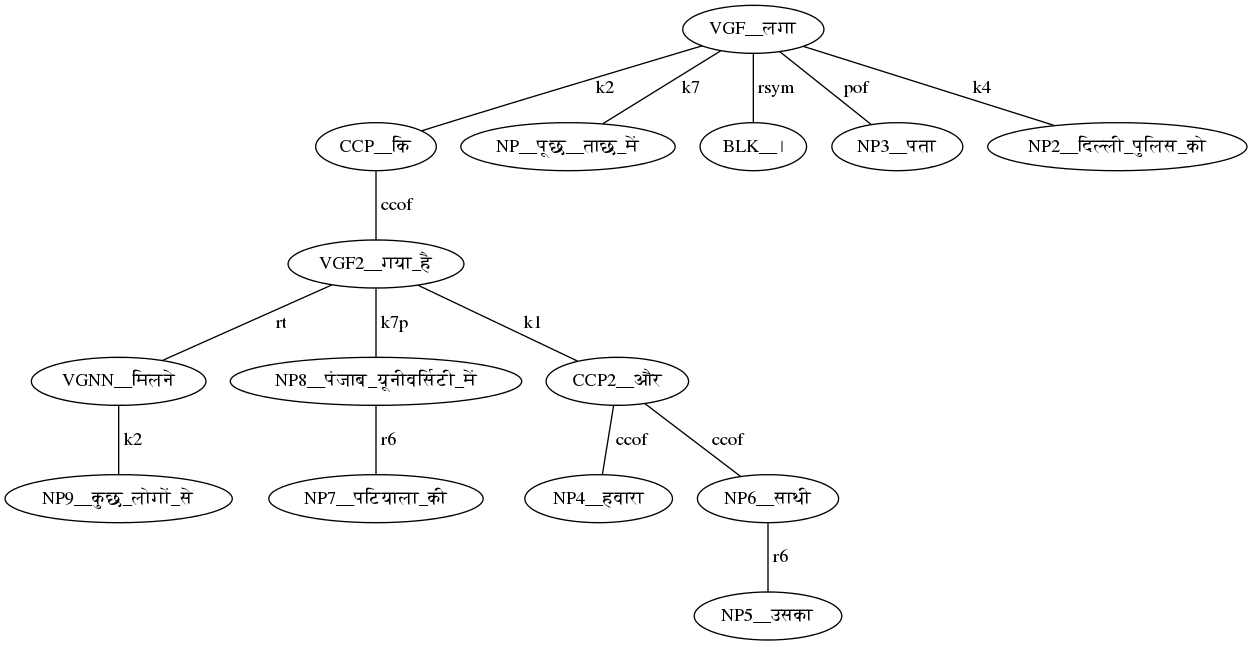 VGF__लगा
k2 k7 rsym pof k4
CCP__कि NP__पूछ__ताछ_में BLK__। NP3__पता NP2__दिल्ली_पुलिस_को
ccof
VGF2__गया_है
rt k7p k1
VGNN__मिलने NP8__पंजाब_यूनीवर्सिटी_में CCP2__और
k2 r6 ccof ccof
NP9__कुछ_लोगों_से NP7__पटियाला_की NP4__हवारा NP6__साथी
r6
NP5__उसका